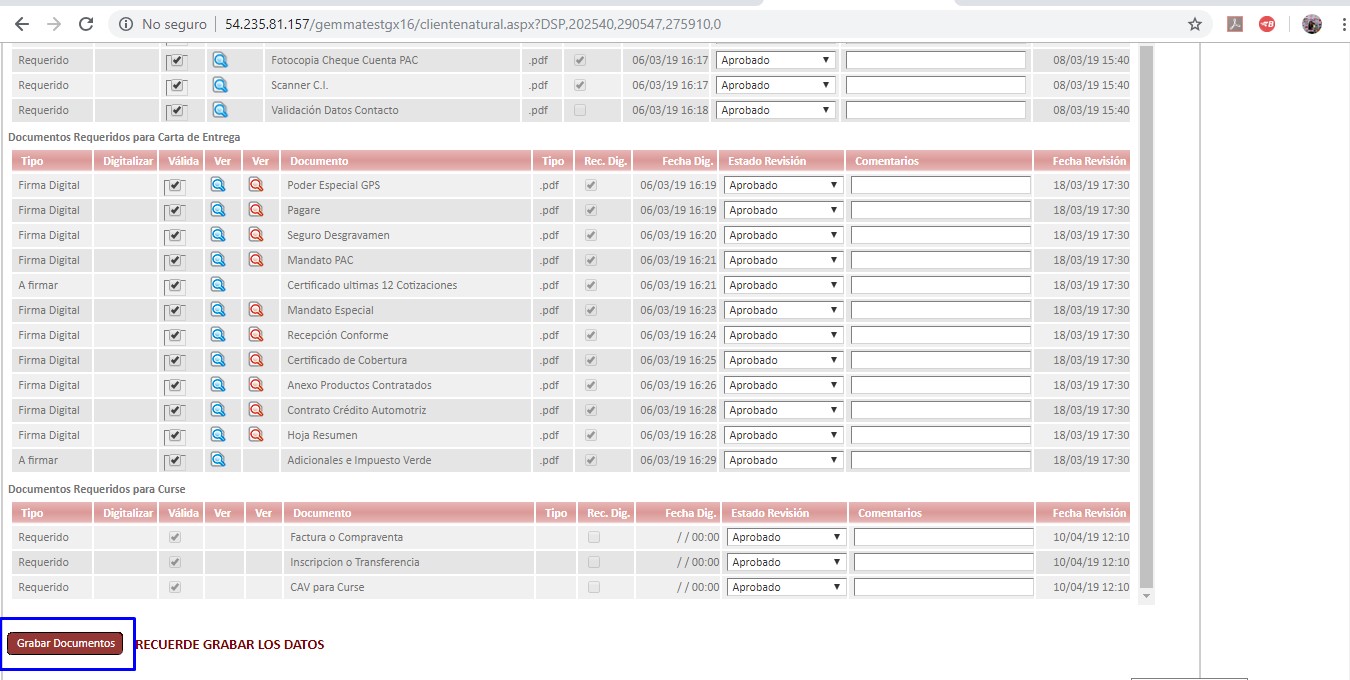 No seguro 54.235.81.157/gemmatestgx16/clientenatural.aspx?DSP,202540,290547,275910,0
Requerido Fotocopia Cheque Cuenta PAC .pdf 06/03/19 16:17 Aprobado 08/03/19 15:40
Requerido Scanner C.I. .pdf 06/03/19 16:17 Aprobado 08/03/19 15:40
Requerido Validación Datos Contacto .pdf 06/03/19 16:18 Aprobado 08/03/19 15:40
Documentos Requeridos para Carta de Entrega
Tipo Digitalizar Válida Ver Ver Documento Tipo Rec. Dig. Fecha Dig. Estado Revisión Comentarios Fecha Revisión
Firma Digital Poder Especial GPS .pdf 06/03/19 16:19 Aprobado 18/03/19 17:30
Firma Digital Pagare .pdf 06/03/19 16:19 Aprobado 18/03/19 17:30
Firma Digital Seguro Desgravamen .pdf 06/03/19 16:20 Aprobado 18/03/19 17:30
Firma Digital Mandato PAC .pdf 06/03/19 16:21 Aprobado 18/03/19 17:30
A firmar Certificado ultimas 12 Cotizaciones .pdf 06/03/19 16:21 Aprobado 18/03/19 17:30
Firma Digital Mandato Especial .pdf 06/03/19 16:23 Aprobado 18/03/19 17:30
Firma Digital Recepción Conforme .pdf 06/03/19 16:24 Aprobado 18/03/19 17:30
Firma Digital Certificado de Cobertura .pdf 06/03/19 16:25 Aprobado 18/03/19 17:30
Firma Digital Anexo Productos Contratados .pdf 06/03/19 16:26 Aprobado 18/03/19 17:30
Firma Digital Contrato Crédito Automotriz .pdf 06/03/19 16:28 Aprobado 18/03/19 17:30
Firma Digital Hoja Resumen .pdf 06/03/19 16:28 Aprobado 18/03/19 17:30
A firmar Adicionales e Impuesto Verde .pdf 06/03/19 16:29 Aprobado 18/03/19 17:30
Documentos Requeridos para Curse
Tipo Digitalizar Válida Ver Ver Documento Tipo Rec. Dig. Fecha Dig. Estado Revisión Comentarios Fecha Revisión
Requerido Factura o Compraventa / / 00:00 Aprobado 10/04/19 12:10
Requerido Inscripcion o Transferencia / / 00:00 Aprobado 10/04/19 12:10
Requerido CAV para Curse / / 00:00 Aprobado 10/04/19 12:10
Grabar Documentos RECUERDE GRABAR LOS DATOS